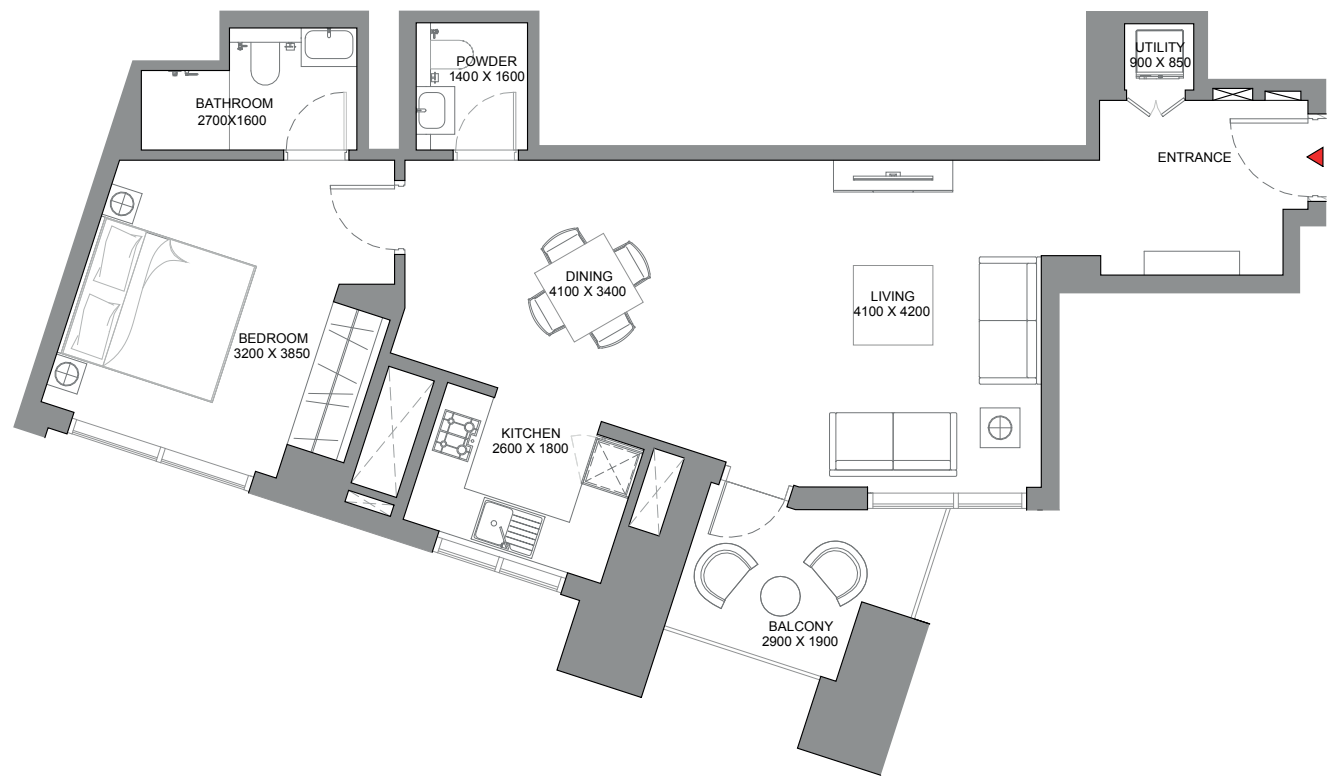 UTILITY
900 X 850
POWDER
1400 X 1600
BATHROOM
2700X1600
ENTRANCE
DINING
4100 X 3400
LIVING
4100 X 4200
BEDROOM
3200 X 3850
KITCHEN
2600 X 1800
BALCONY
2900 X 1900